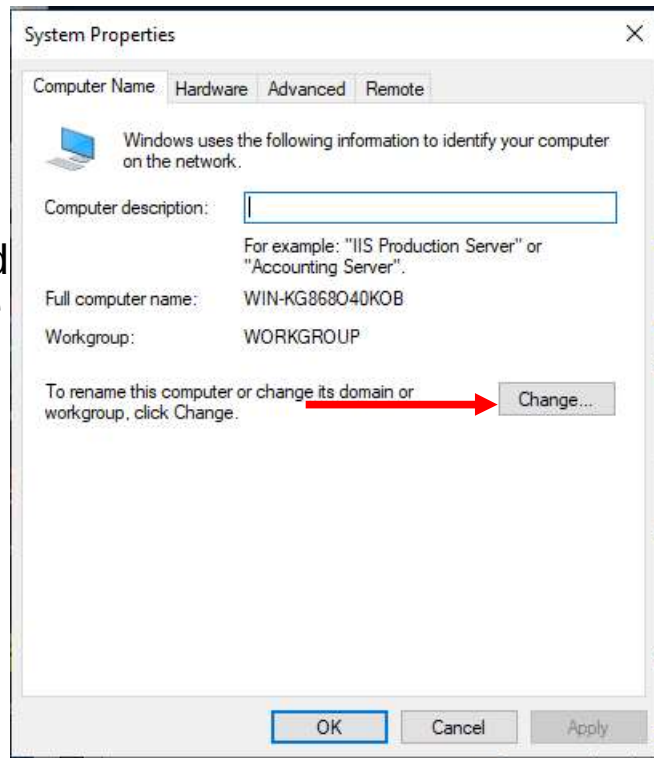 System Properties
Computer Name Hardware Advanced Remote
Windows uses the following information to identify your computer
on the network.
Computer description:
d
For example: "IIS Production Server" or
"Accounting Server".
Full computer name: WIN-KG868O40KOB
Workgroup: WORKGROUP
To rename this computer or change its domain or
workgroup, click Change.
Change...
OK Cancel Apply